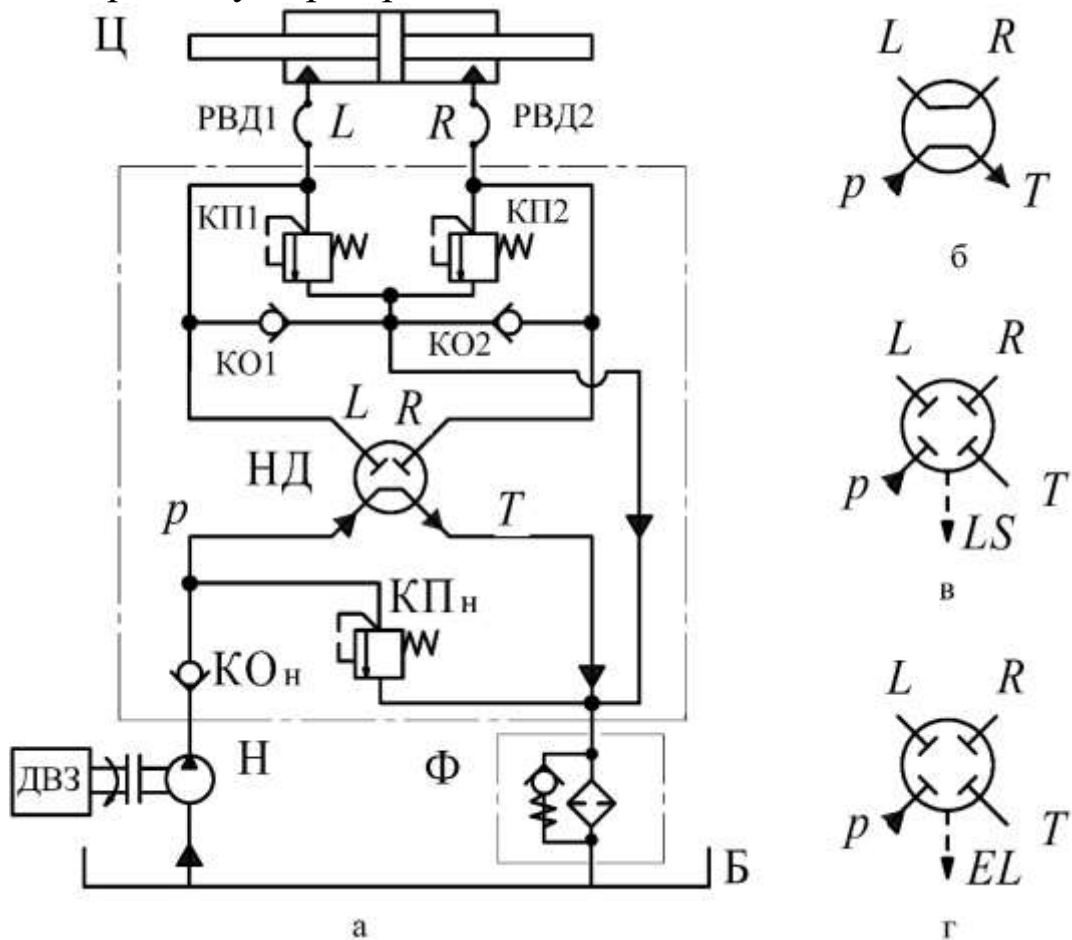 Ц
L R
РВД1 L R РВД2
p T
б
КП1 КП2
КО1 КО2
L R
L R
НД
p T
p T
LS
в
КПн
КОн
L R
Н Ф
ДВЗ
p T
EL
Б
а г